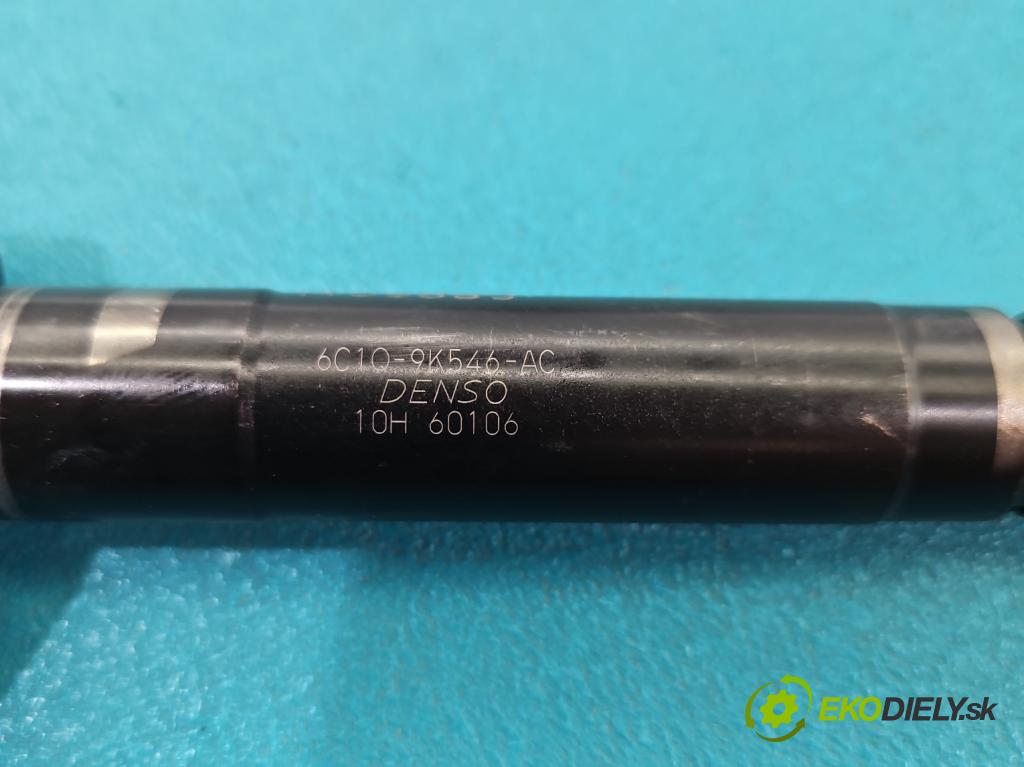 6C1Q-9K546-AC
DENSO
10H 60106
EKODIELY.sk